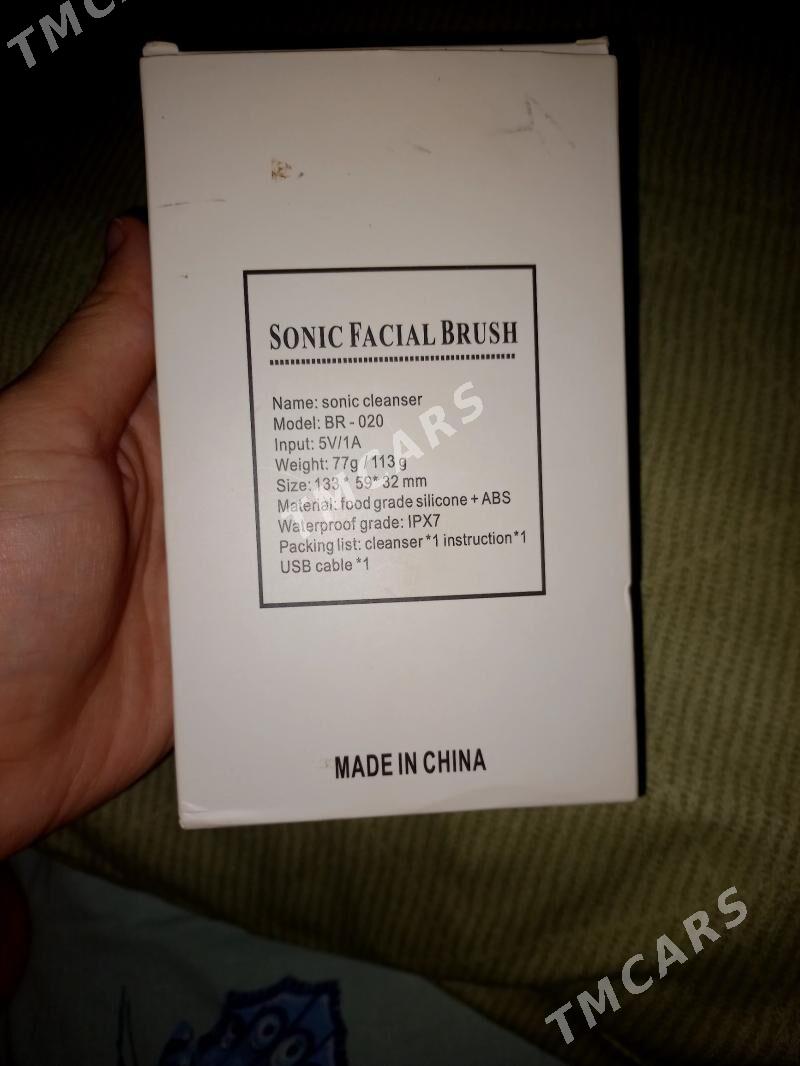 TMCARS
SONIC FACIAL BRUSH
Name: sonic cleanser
Model: BR - 020
Input: 5V/1A
Weight: 77g / 113 g
Size: 133 * 59* 32 mm
Material: food grade silicone + ABS
Waterproof grade: IPX7
Packing list: cleanser *1 instruction*1
USB cable *1
TMCARS
MADE IN CHINA
TMCARS